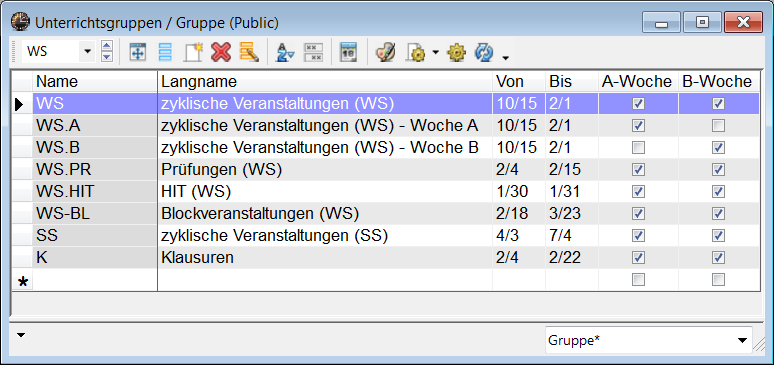 Unterrichtsgruppen / Gruppe (Public)
WS
Name Langname Von Bis A-Woche B-Woche
WS zyklische Veranstaltungen (WS) 10/15 2/1
WS.A zyklische Veranstaltungen (WS) - Woche A 10/15 2/1
WS.B zyklische Veranstaltungen (WS) - Woche B 10/15 2/1
WS.PR Prüfungen (WS) 2/4 2/15
WS.HIT HIT (WS) 1/30 1/31
WS-BL Blockveranstaltungen (WS) 2/18 3/23
SS zyklische Veranstaltungen (SS) 4/3 7/4
K Klausuren 2/4 2/22
Gruppe*